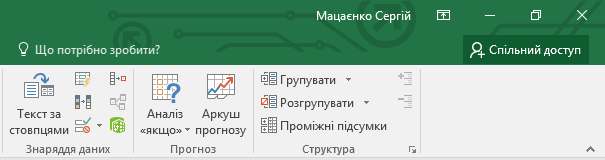 Мацаєнко Сергій
Що потрібно зробити?
Спільний доступ
Текст за
стовпцями
Знаряддя даних
Аналіз
«якщо»
Аркуш
прогнозу
Прогноз
Групувати
Розгрупувати
Проміжні підсумки
Структура